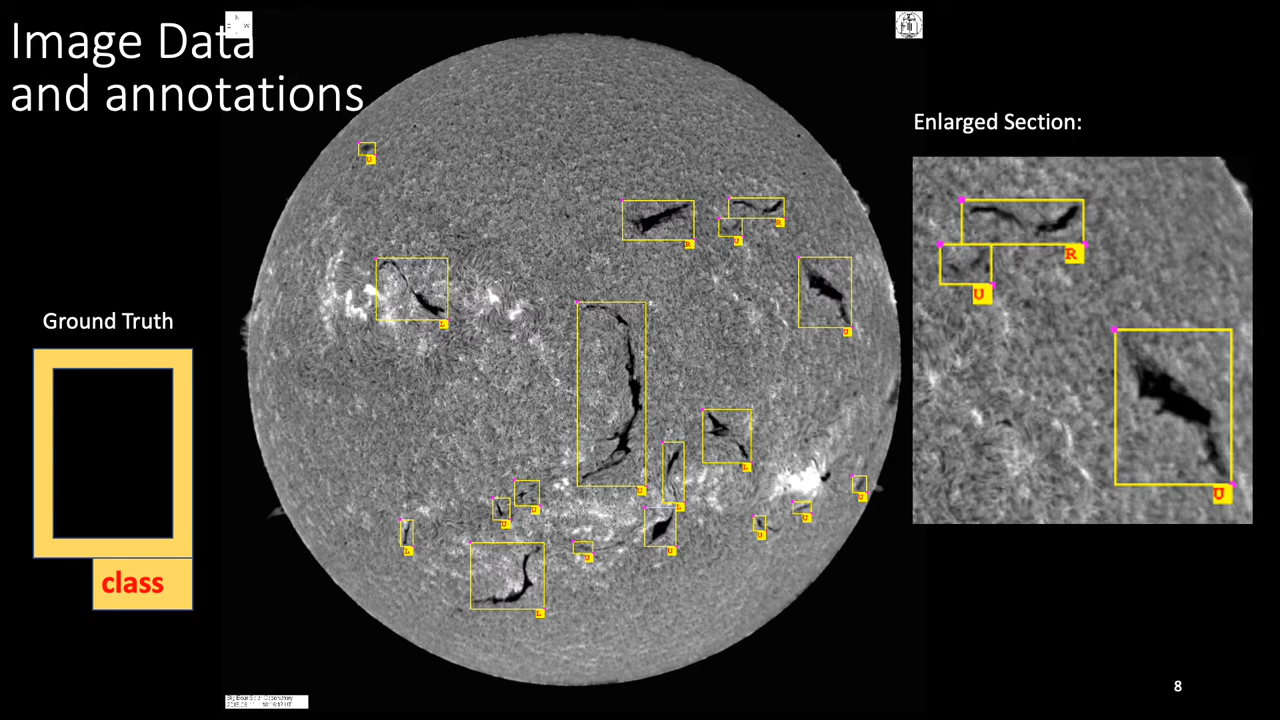 Image Data
and annotations
Enlarged Section:
Ground Truth
class
U
R
R
U
L
U
U
L
L
U
U
U
U
U
L
U
U
U
L
R
U
U
8